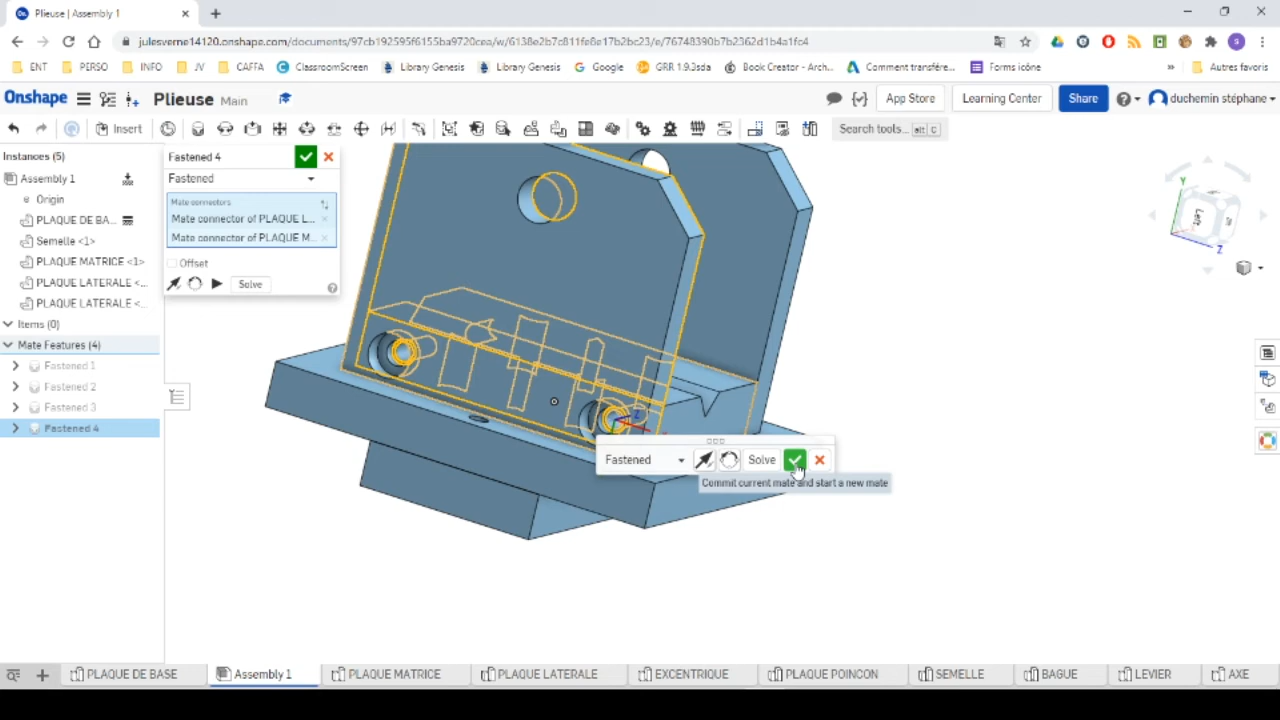 Plieuse | Assembly 1
julesverne14120.onshape.com/documents/97cb192595f6155ba9720cea/w/6138e2b7c811fe8e17b2bc23/e/76748390b7b2362d1b4a1fc4
ENT PERSO INFO JV CAFFA ClassroomScreen Library Genesis Library Genesis Google GRR 1.9.3sda Book Creator - Arch... Comment transfére... Forms icône » Autres favoris
Onshape Plieuse Main App Store Learning Center Share duchemin stéphane
Insert Search tools... alt C
Instances (5)
Assembly 1
Origin
PLAQUE DE BA...
Semelle <1>
PLAQUE MATRICE <1>
PLAQUE LATERALE <..
PLAQUE LATERALE <..
Items (0)
Mate Features (4)
Fastened 1
Fastened 2
Fastened 3
Fastened 4
Fastened 4
Fastened
Mate connectors
Mate connector of PLAQUE L...
Mate connector of PLAQUE M...
Offset
Solve
Y
Left
Z
Z
Fastened Solve
Commit current mate and start a new mate
PLAQUE DE BASE Assembly 1 PLAQUE MATRICE PLAQUE LATERALE EXCENTRIQUE PLAQUE POINCON SEMELLE BAGUE LEVIER AXE